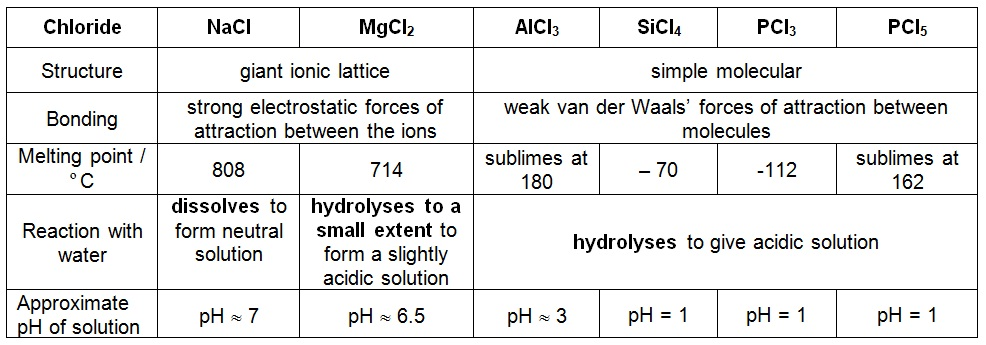 Chloride NaCl MgCl₂ AlCl₃ SiCl₄ PCl₃ PCl₅
Structure giant ionic lattice simple molecular
Bonding strong electrostatic forces of attraction between the ions weak van der Waals’ forces of attraction between molecules
Melting point / °C 808 714 sublimes at 180 – 70 -112 sublimes at 162
Reaction with water dissolves to form neutral solution hydrolyses to a small extent to form a slightly acidic solution hydrolyses to give acidic solution
Approximate pH of solution pH ≈ 7 pH ≈ 6.5 pH ≈ 3 pH = 1 pH = 1 pH = 1